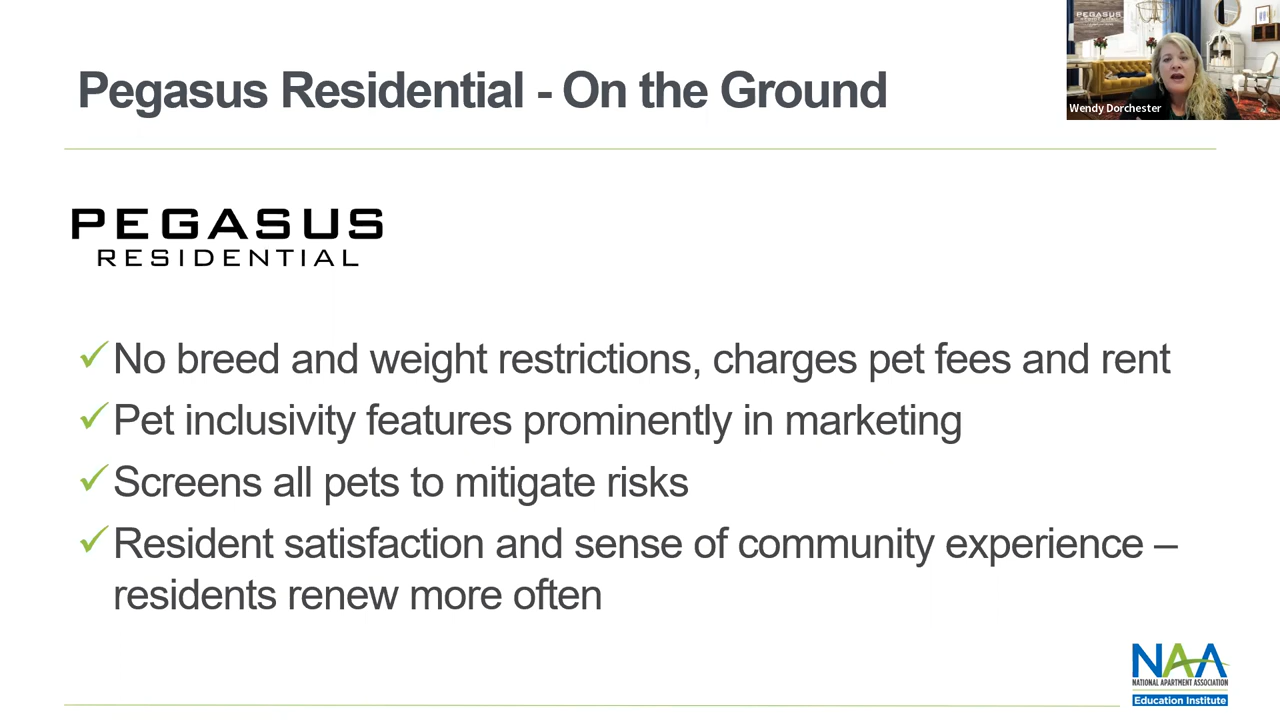 Pegasus Residential - On the Ground
PEGASUS
Wendy Dorchester
PEGASUS
RESIDENTIAL
No breed and weight restrictions, charges pet fees and rent
Pet inclusivity features prominently in marketing
Screens all pets to mitigate risks
Resident satisfaction and sense of community experience –
residents renew more often
NAA
NATIONAL APARTMENT ASSOCIATION
Education Institute